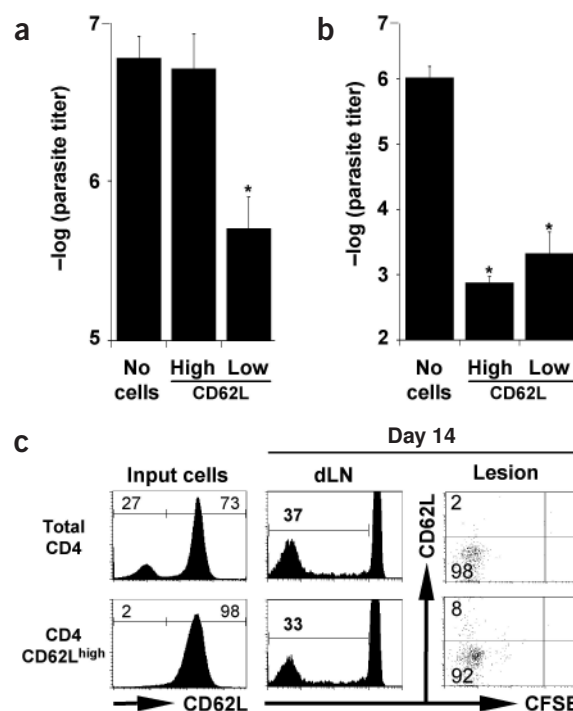 a
7
6
5
–log (parasite titer)
*
No cells
High
Low
CD62L
b
7
6
5
4
3
2
–log (parasite titer)
*
*
No cells
High
Low
CD62L
c
Day 14
Input cells
dLN
Lesion
Total CD4
27
73
37
CD62L
2
98
CD4 CD62Lhigh
2
98
33
8
92
CD62L
CFSE